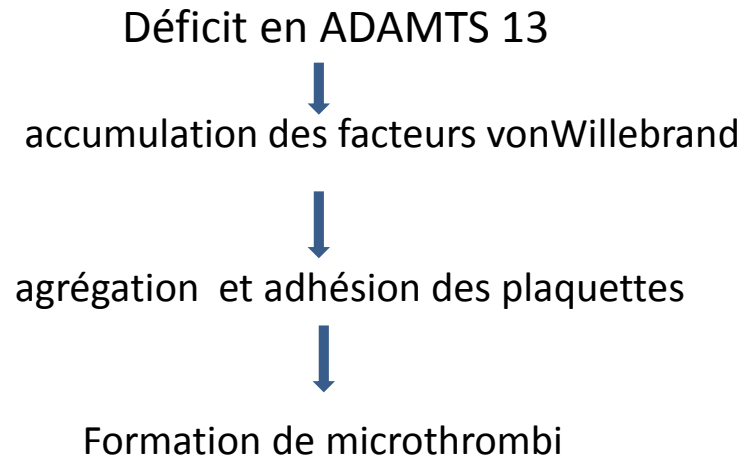 Déficit en ADAMTS 13
accumulation des facteurs vonWillebrand
agrégation et adhésion des plaquettes
Formation de microthrombi